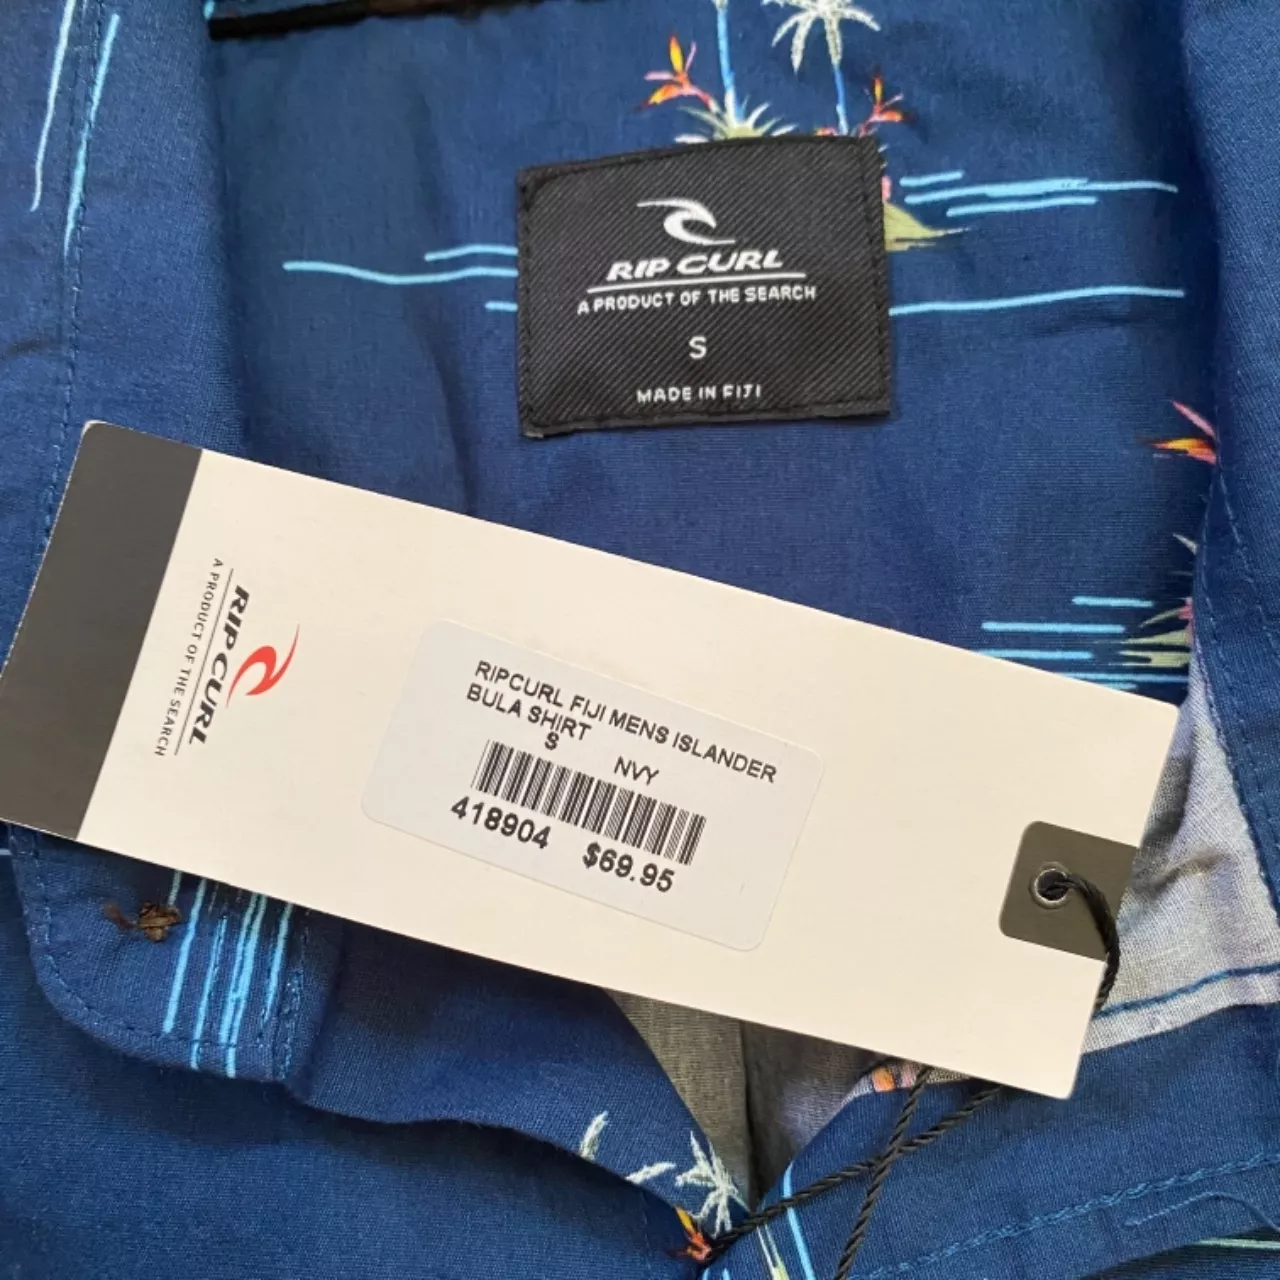 RIP CURL
A PRODUCT OF THE SEARCH
S
MADE IN FIJI
RIP CURL
A PRODUCT OF THE SEARCH
RIPCURL FIJI MENS ISLANDER
BULA SHIRT
S NVY
418904 $69.95